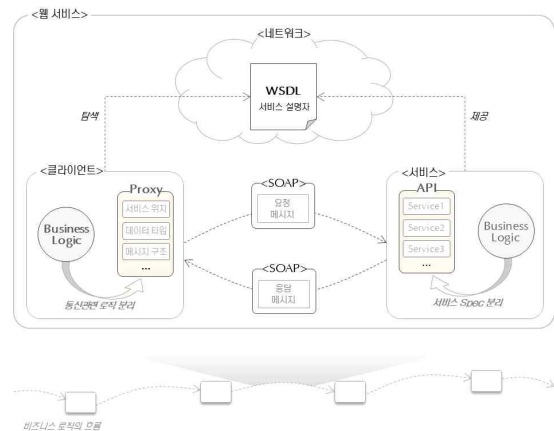 <웹 서비스>
<네트워크>
WSDL
서비스 설명자
탐색
제공
<클라이언트>
Proxy
서비스 위치
데이터 타입
메시지 구조
...
Business
Logic
통신관련 로직 분리
<SOAP>
요청
메시지
<SOAP>
응답
메시지
<서비스>
API
Service1
Service2
Service3
...
Business
Logic
서비스 Spec 분리
비즈니스 로직의 흐름